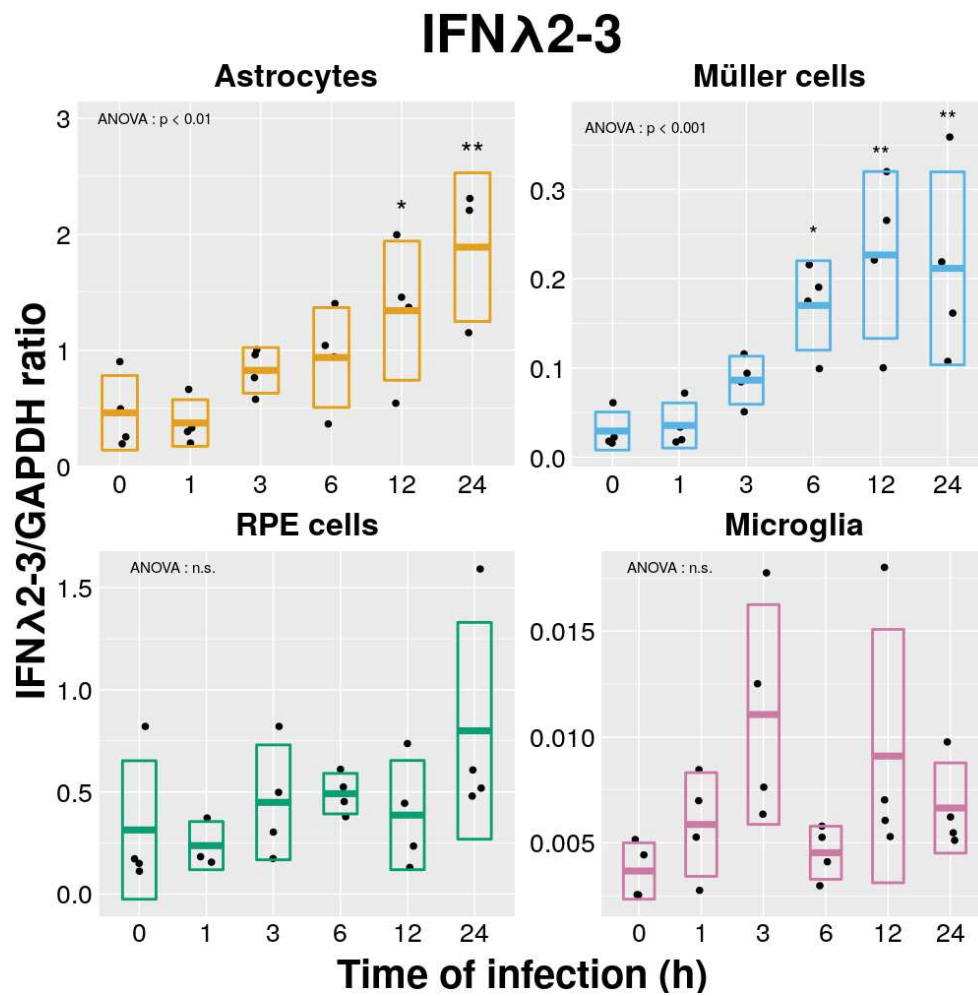 IFNλ2-3
Astrocytes
ANOVA : p < 0.01
*
**
3
2
1
0
0 1 3 6 12 24
Müller cells
ANOVA : p < 0.001
*
**
**
0.3
0.2
0.1
0.0
0 1 3 6 12 24
IFNλ2-3/GAPDH ratio
RPE cells
ANOVA : n.s.
1.5
1.0
0.5
0.0
0 1 3 6 12 24
Microglia
ANOVA : n.s.
0.015
0.010
0.005
0 1 3 6 12 24
Time of infection (h)